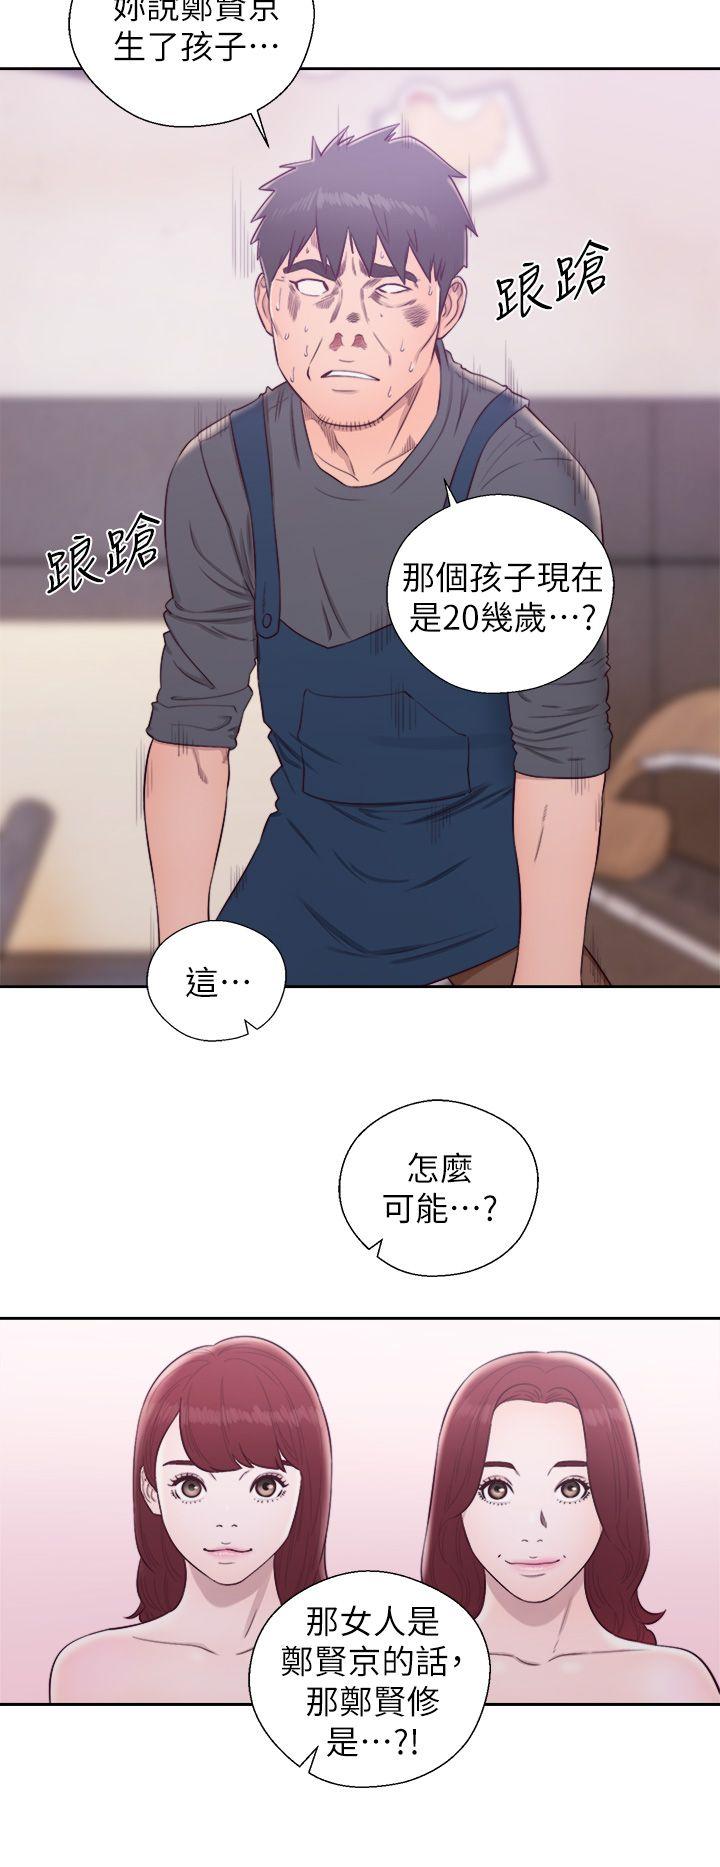 妳說鄭賢京
生了孩子…
踉蹌
踉蹌
那個孩子現在
是20幾歲…?
這…
怎麼
可能…?
那女人是
鄭賢京的話,
那鄭賢修
是…?!